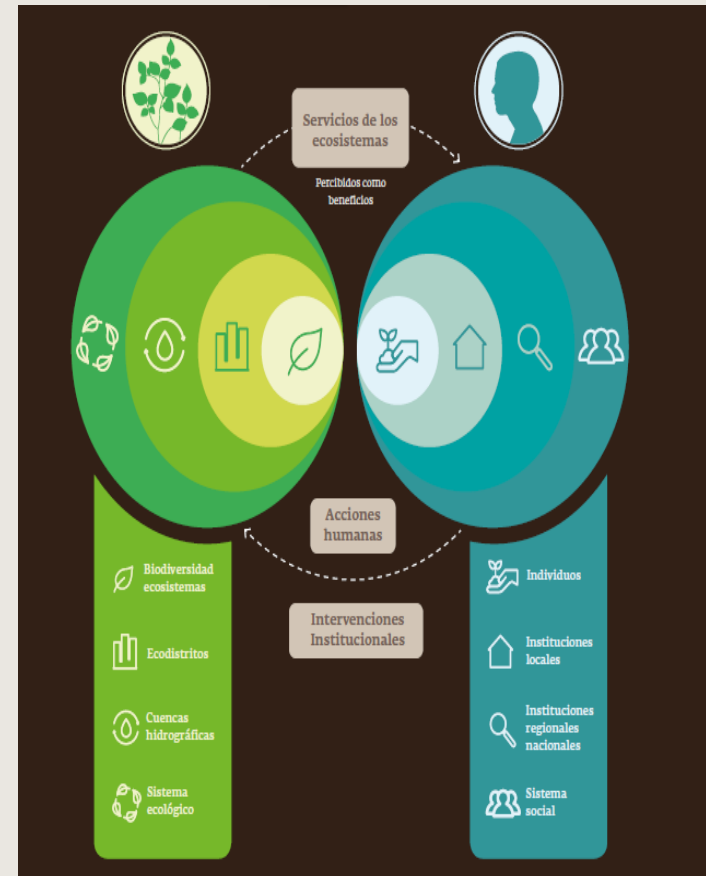 Servicios de los
ecosistemas
Percibidos como
beneficios
Acciones
humanas
Intervenciones
Institucionales
Biodiversidad
ecosistemas
Ecodistritos
Cuencas
hidrográficas
Sistema
ecológico
Individuos
Instituciones
locales
Instituciones
regionales
nacionales
Sistema
social